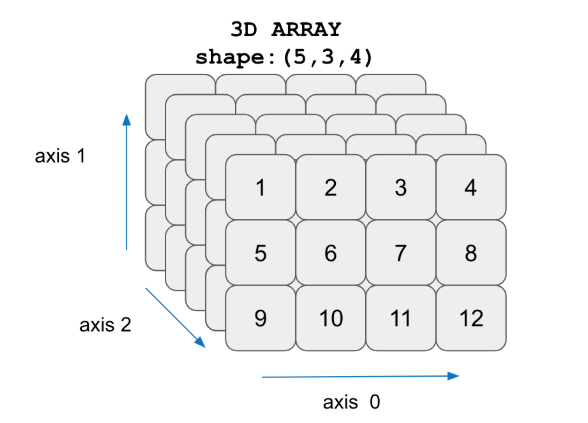 3D ARRAY
shape:(5,3,4)
axis 1
1 2 3 4
5 6 7 8
9 10 11 12
axis 2
axis 0